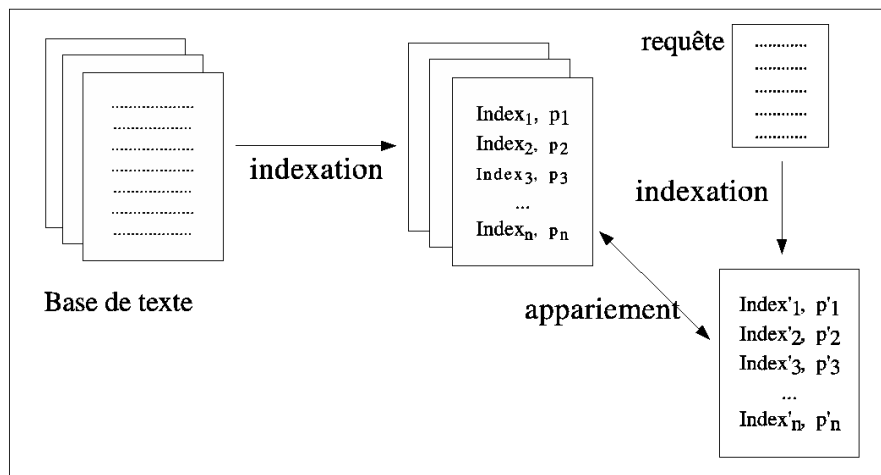 requête
Index₁, p₁
Index₂, p₂
Index₃, p₃
...
Indexₙ, pₙ
indexation
indexation
Base de texte
appariement
Index'₁, p'₁
Index'₂, p'₂
Index'₃, p'₃
...
Index'ₙ, p'ₙ